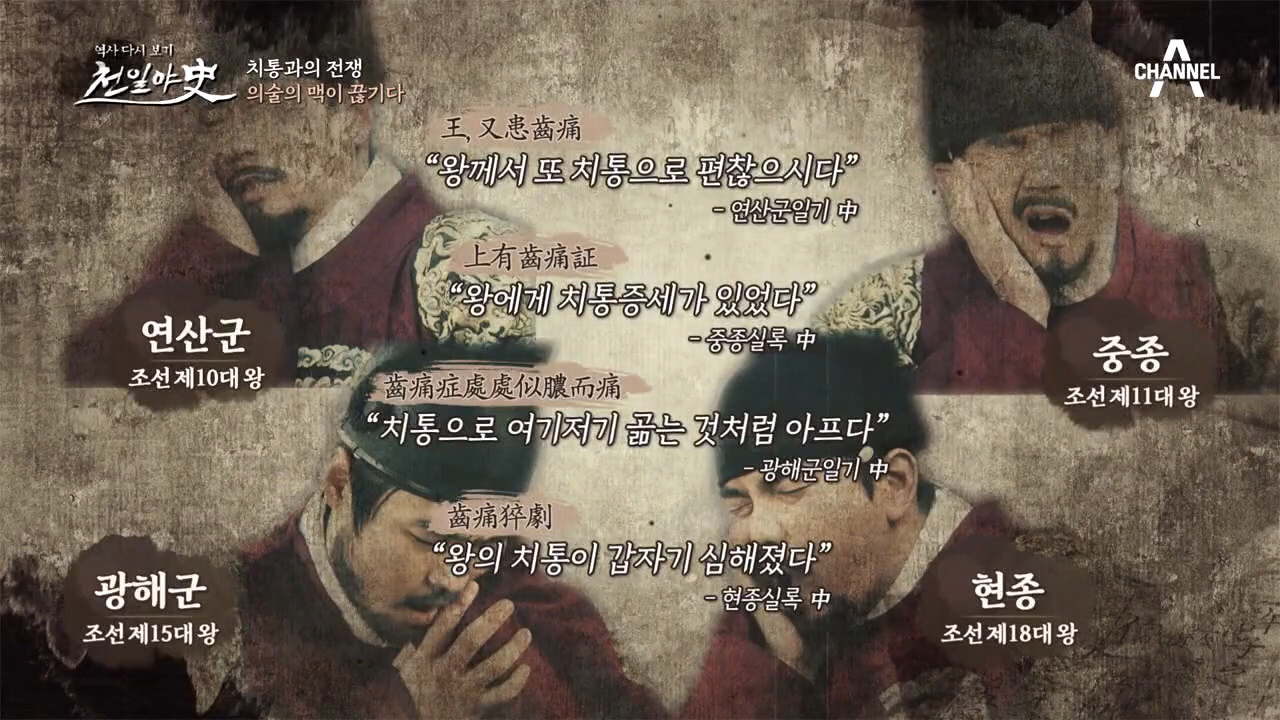 역사 다시 보기
천일야史
치통과의 전쟁
의술의 맥이 끊기다
CHANNEL A
王, 又患齒痛
“왕께서 또 치통으로 편찮으시다”
- 연산군일기 中
上有齒痛証
“왕에게 치통증세가 있었다”
- 중종실록 中
연산군
조선 제10대 왕
중종
조선 제11대 왕
齒痛症處處似膿而痛
“치통으로 여기저기 곪는 것처럼 아프다”
- 광해군일기 中
齒痛猝劇
“왕의 치통이 갑자기 심해졌다”
- 현종실록 中
광해군
조선 제15대 왕
현종
조선 제18대 왕